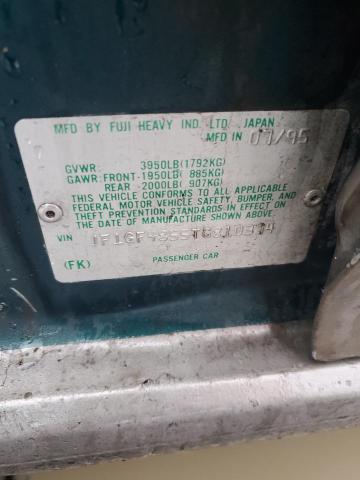 MFD BY FUJI HEAVY IND. LTD. JAPAN
MFD IN 07/95
GVWR: 3950LB(1792KG)
GAWR: FRONT-1950LB( 885KG)
REAR -2000LB( 907KG)
THIS VEHICLE CONFORMS TO ALL APPLICABLE
FEDERAL MOTOR VEHICLE SAFETY, BUMPER, AND
THEFT PREVENTION STANDARDS IN EFFECT ON
THE DATE OF MANUFACTURE SHOWN ABOVE.
VIN
(FK) PASSENGER CAR